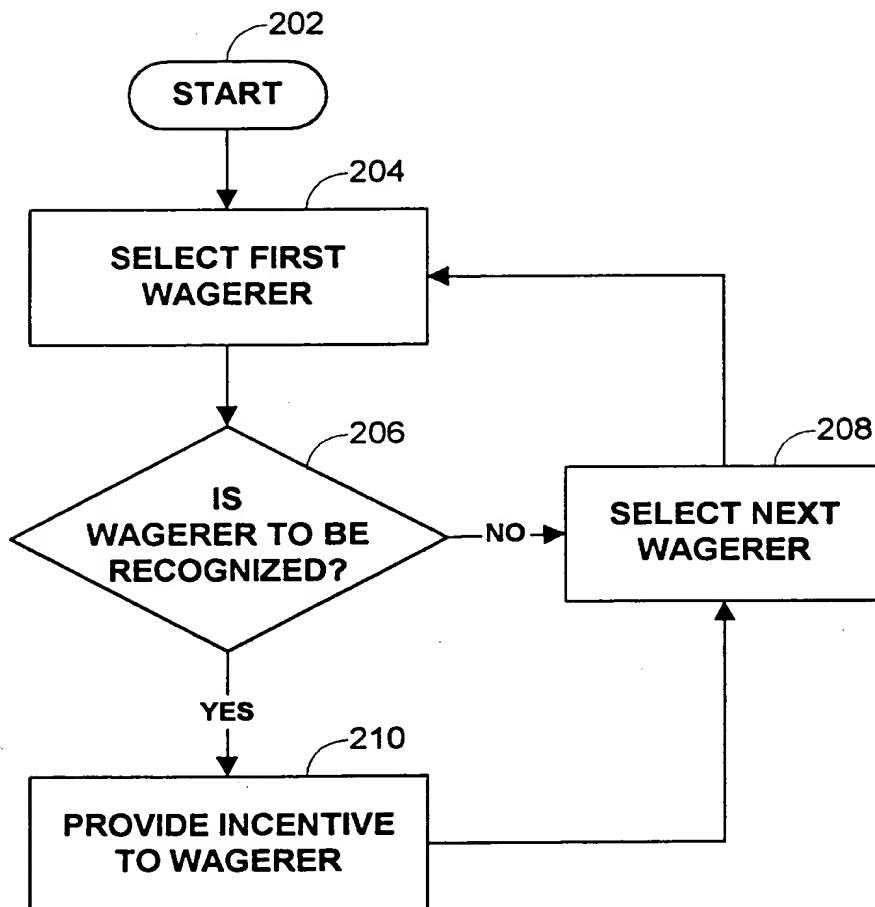 202
START
204
SELECT FIRST
WAGERER
206
IS
WAGERER TO BE
RECOGNIZED?
NO
208
SELECT NEXT
WAGERER
YES
210
PROVIDE INCENTIVE
TO WAGERER